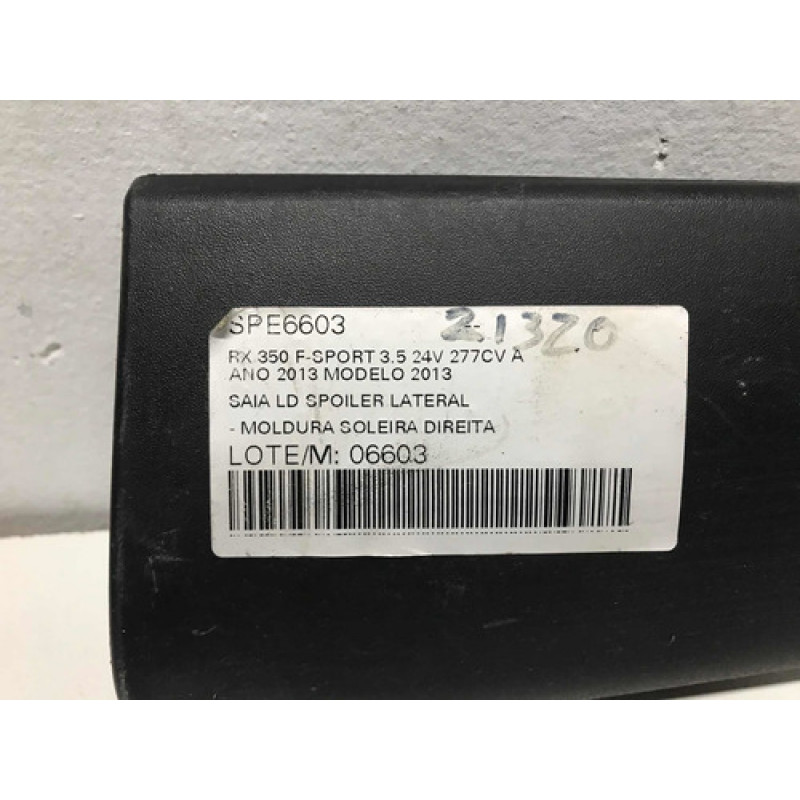 SPE6603 21320
RX 350 F-SPORT 3.5 24V 277CV A
ANO 2013 MODELO 2013
SAIA LD SPOILER LATERAL
- MOLDURA SOLEIRA DIREITA
LOTE/M: 06603